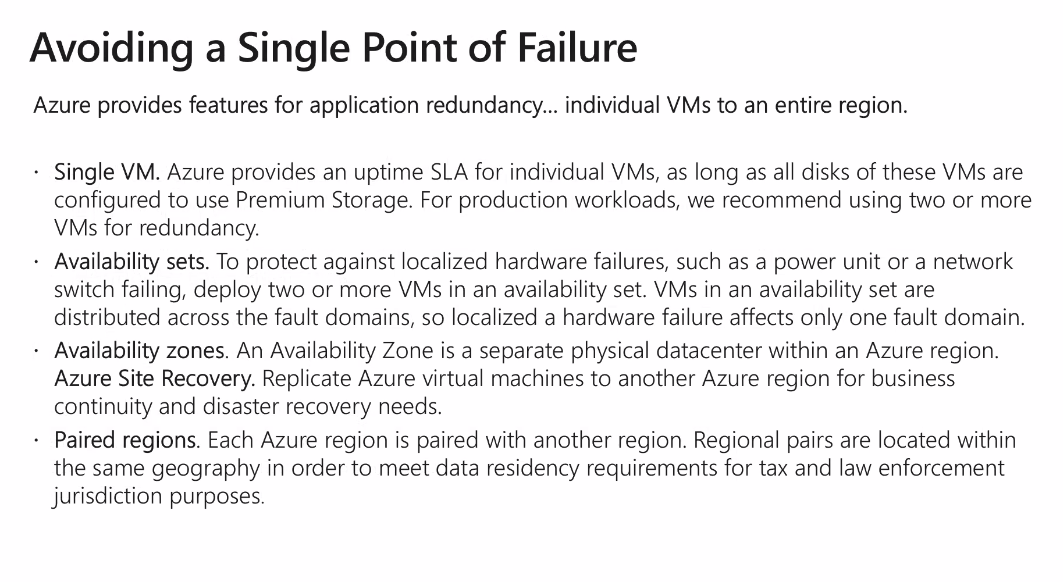 Avoiding a Single Point of Failure
Azure provides features for application redundancy... individual VMs to an entire region.
· Single VM. Azure provides an uptime SLA for individual VMs, as long as all disks of these VMs are
configured to use Premium Storage. For production workloads, we recommend using two or more
VMs for redundancy.
· Availability sets. To protect against localized hardware failures, such as a power unit or a network
switch failing, deploy two or more VMs in an availability set. VMs in an availability set are
distributed across the fault domains, so localized a hardware failure affects only one fault domain.
· Availability zones. An Availability Zone is a separate physical datacenter within an Azure region.
Azure Site Recovery. Replicate Azure virtual machines to another Azure region for business
continuity and disaster recovery needs.
· Paired regions. Each Azure region is paired with another region. Regional pairs are located within
the same geography in order to meet data residency requirements for tax and law enforcement
jurisdiction purposes.